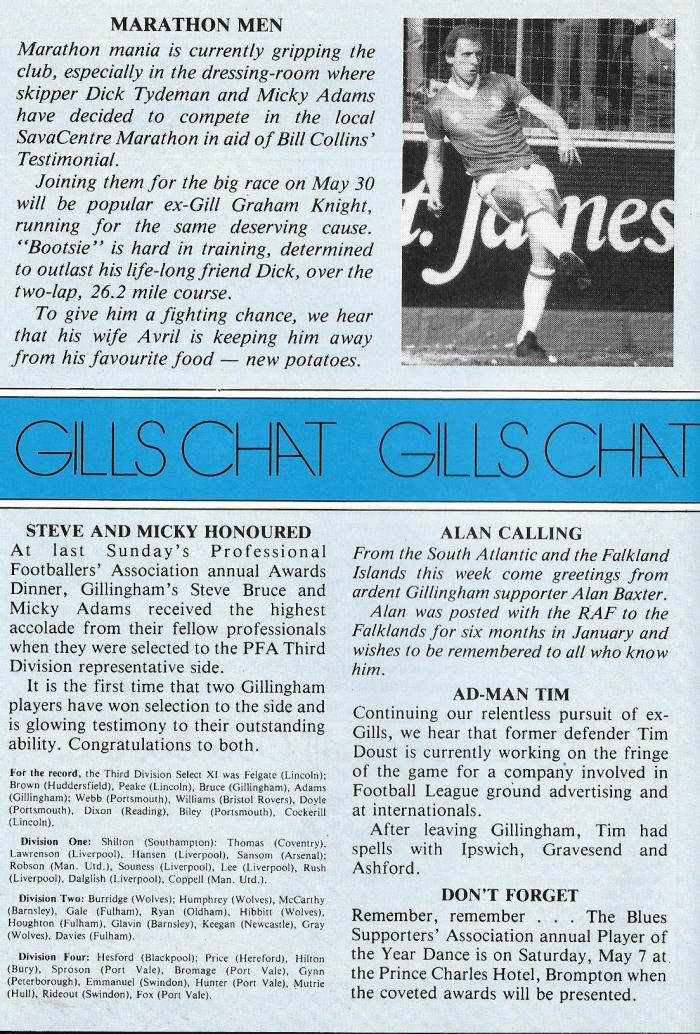 MARATHON MEN
Marathon mania is currently gripping the
club, especially in the dressing-room where
skipper Dick Tydeman and Micky Adams
have decided to compete in the local
SavaCentre Marathon in aid of Bill Collins'
Testimonial.
Joining them for the big race on May 30
will be popular ex-Gill Graham Knight,
running for the same deserving cause.
"Bootsie" is hard in training, determined
to outlast his life-long friend Dick, over the
two-lap, 26.2 mile course.
To give him a fighting chance, we hear
that his wife Avril is keeping him away
from his favourite food — new potatoes.
t. James
GILLS CHAT GILLS CHAT
STEVE AND MICKY HONOURED
At last Sunday's Professional
Footballers' Association annual Awards
Dinner, Gillingham's Steve Bruce and
Micky Adams received the highest
accolade from their fellow professionals
when they were selected to the PFA Third
Division representative side.
It is the first time that two Gillingham
players have won selection to the side and
is glowing testimony to their outstanding
ability. Congratulations to both.
For the record, the Third Division Select XI was Felgate (Lincoln);
Brown (Huddersfield), Peake (Lincoln), Bruce (Gillingham), Adams
(Gillingham); Webb (Portsmouth), Williams (Bristol Rovers), Doyle
(Portsmouth), Dixon (Reading), Biley (Portsmouth), Cockerill
(Lincoln).
Division One: Shilton (Southampton): Thomas (Coventry),
Lawrenson (Liverpool), Hansen (Liverpool), Sansom (Arsenal);
Robson (Man. Utd.), Souness (Liverpool), Lee (Liverpool), Rush
(Liverpool), Dalglish (Liverpool), Coppell (Man. Utd.).
Division Two: Burridge (Wolves); Humphrey (Wolves), McCarthy
(Barnsley), Gale (Fulham), Ryan (Oldham), Hibbitt (Wolves),
Houghton (Fulham), Glavin (Barnsley), Keegan (Newcastle), Gray
(Wolves), Davies (Fulham).
Division Four: Hesford (Blackpool); Price (Hereford), Hilton
(Bury), Sproson (Port Vale), Bromage (Port Vale), Gynn
(Peterborough), Emmanuel (Swindon), Hunter (Port Vale), Mutrie
(Hull), Rideout (Swindon), Fox (Port Vale).
ALAN CALLING
From the South Atlantic and the Falkland
Islands this week come greetings from
ardent Gillingham supporter Alan Baxter.
Alan was posted with the RAF to the
Falklands for six months in January and
wishes to be remembered to all who know
him.
AD-MAN TIM
Continuing our relentless pursuit of ex-
Gills, we hear that former defender Tim
Doust is currently working on the fringe
of the game for a company involved in
Football League ground advertising and
at internationals.
After leaving Gillingham, Tim had
spells with Ipswich, Gravesend and
Ashford.
DON'T FORGET
Remember, remember . . . The Blues
Supporters' Association annual Player of
the Year Dance is on Saturday, May 7 at
the Prince Charles Hotel, Brompton when
the coveted awards will be presented.